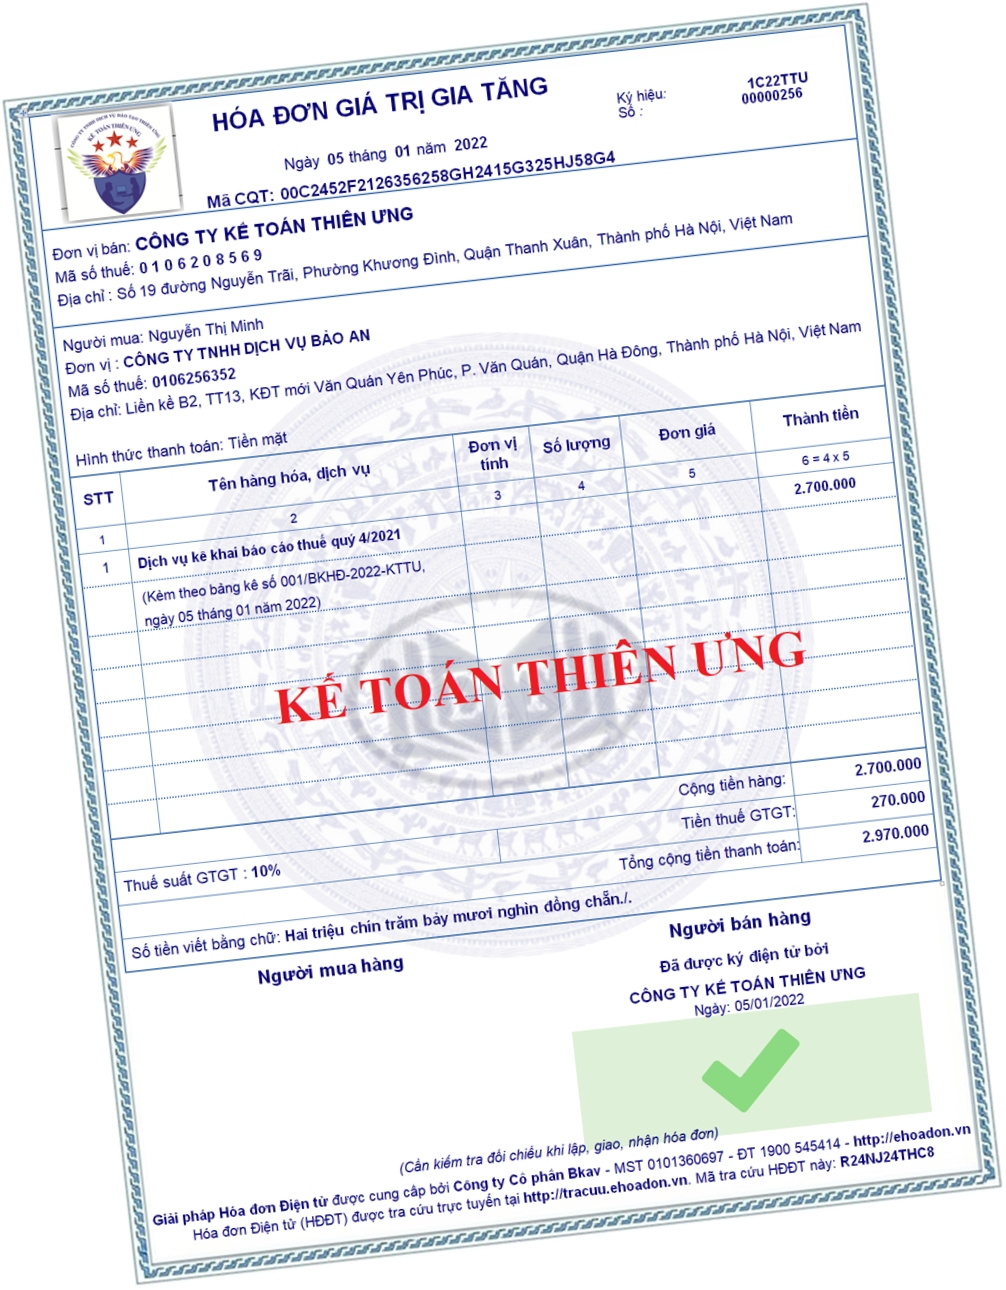 CÔNG TY TNHH DỊCH VỤ ĐÀO TẠO THIÊN ƯNG
KẾ TOÁN THIÊN ƯNG
HÓA ĐƠN GIÁ TRỊ GIA TĂNG
Ký hiệu: 1C22TTU
Số : 00000256
Ngày 05 tháng 01 năm 2022
Mã CQT: 00C2452F2126356258GH2415G325HJ58G4
Đơn vị bán: CÔNG TY KẾ TOÁN THIÊN ƯNG
Mã số thuế: 0 1 0 6 2 0 8 5 6 9
Địa chỉ : Số 19 đường Nguyễn Trãi, Phường Khương Đình, Quận Thanh Xuân, Thành phố Hà Nội, Việt Nam
Người mua: Nguyễn Thị Minh
Đơn vị : CÔNG TY TNHH DỊCH VỤ BẢO AN
Mã số thuế: 0106256352
Địa chỉ: Liền kề B2, TT13, KĐT mới Văn Quán Yên Phúc, P. Văn Quán, Quận Hà Đông, Thành phố Hà Nội, Việt Nam
Hình thức thanh toán: Tiền mặt
STT Tên hàng hóa, dịch vụ Đơn vị tính Số lượng Đơn giá Thành tiền
1 2 3 4 5 6 = 4 x 5
1 Dịch vụ kê khai báo cáo thuế quý 4/2021 2.700.000
(Kèm theo bảng kê số 001/BKHĐ-2022-KTTU,
ngày 05 tháng 01 năm 2022)
KẾ TOÁN THIÊN ƯNG
Cộng tiền hàng: 2.700.000
Tiền thuế GTGT: 270.000
Thuế suất GTGT : 10%
Tổng cộng tiền thanh toán: 2.970.000
Số tiền viết bằng chữ: Hai triệu chín trăm bảy mươi nghìn đồng chẵn./.
Người mua hàng
Người bán hàng
Đã được ký điện tử bởi
CÔNG TY KẾ TOÁN THIÊN ƯNG
Ngày: 05/01/2022
(Cần kiểm tra đối chiếu khi lập, giao, nhận hóa đơn)
Giải pháp Hóa đơn Điện tử được cung cấp bởi Công ty Cổ phần Bkav - MST 0101360697 - ĐT 1900 545414 - http://ehoadon.vn
Hóa đơn Điện tử (HĐĐT) được tra cứu trực tuyến tại http://tracuu.ehoadon.vn. Mã tra cứu HĐĐT này: R24NJ24THC8